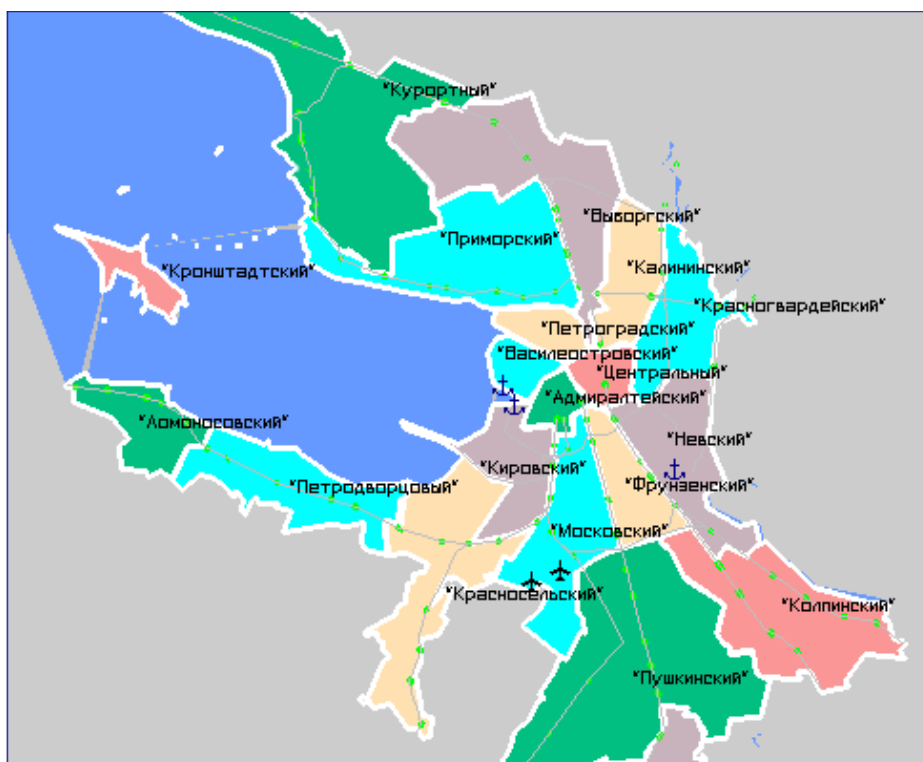 "Курортный"
"Выборгский"
"Приморский"
"Калининский"
"Кронштадтский"
"Красногвардейский"
"Петроградский"
"Василеостровский"
"Центральный"
"Адмиралтейский"
"Ломоносовский"
"Невский"
"Кировский"
"Фрунзенский"
"Петродворцовый"
"Московский"
"Красносельский"
"Колпинский"
"Пушкинский"